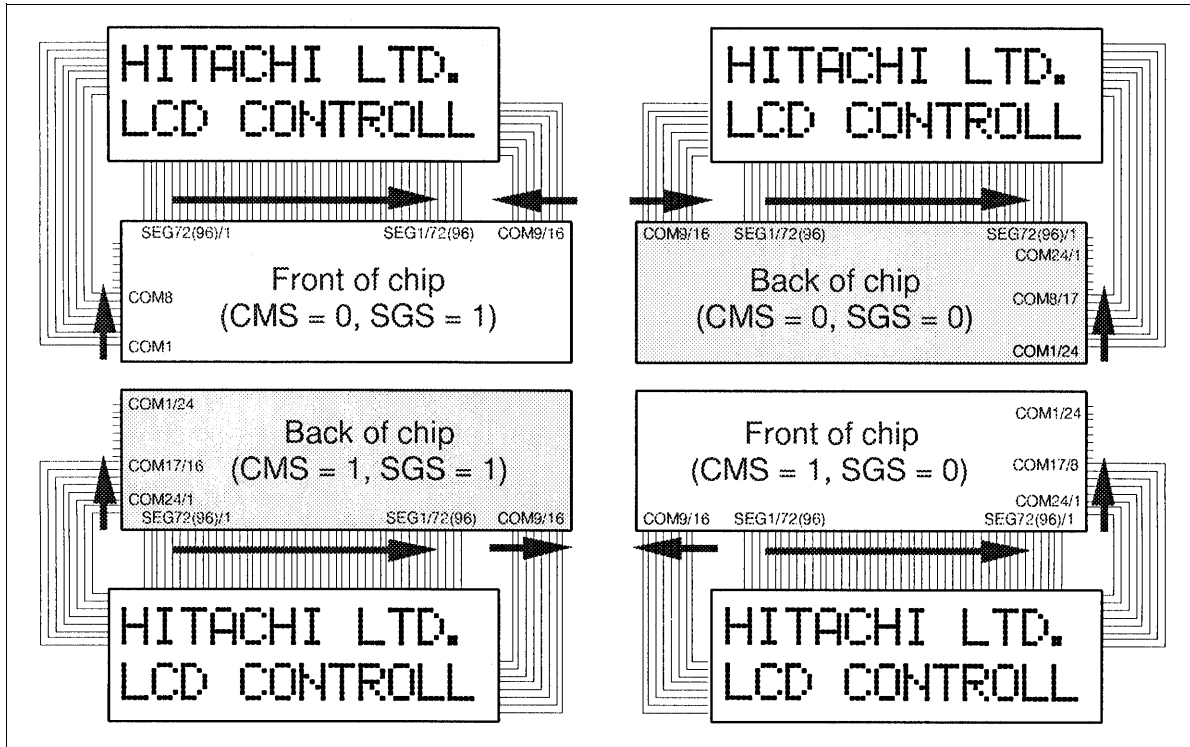 HITACHI LTD.
LCD CONTROLL
SEG72(96)/1 SEG1/72(96) COM9/16
Front of chip
(CMS = 0, SGS = 1)
COM8
COM1
HITACHI LTD.
LCD CONTROLL
COM9/16 SEG1/72(96) SEG72(96)/1
COM24/1
Back of chip
(CMS = 0, SGS = 0)
COM8/17
COM1/24
COM1/24
Back of chip
(CMS = 1, SGS = 1)
COM17/16
COM24/1
SEG72(96)/1 SEG1/72(96) COM9/16
HITACHI LTD.
LCD CONTROLL
COM1/24
Front of chip
(CMS = 1, SGS = 0)
COM17/8
COM24/1
COM9/16 SEG1/72(96) SEG72(96)/1
HITACHI LTD.
LCD CONTROLL